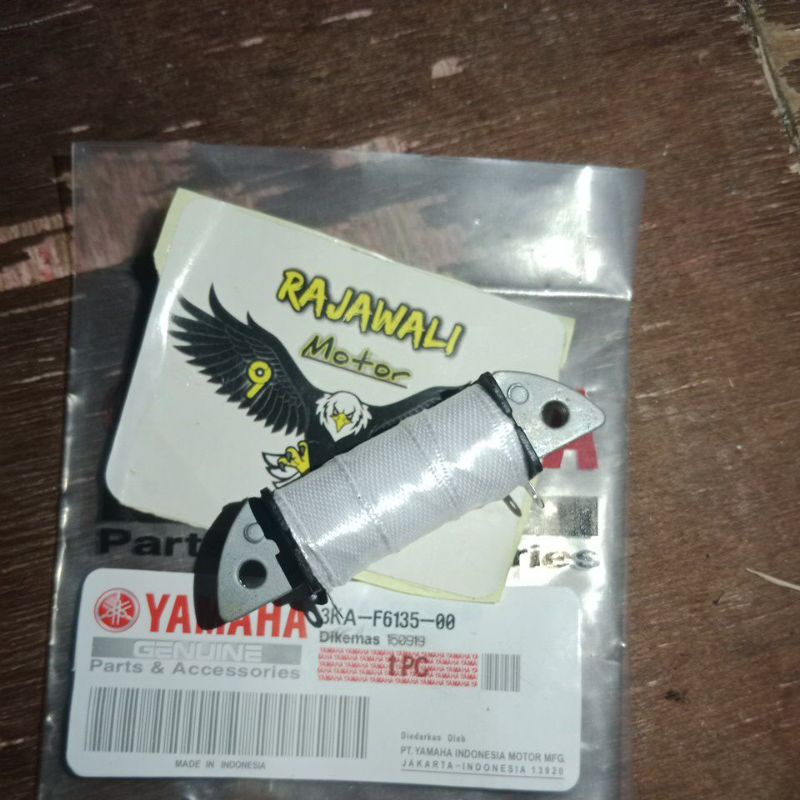 RAJAWALI
Motor
9
Part
ries
YAMAHA
GENUINE
Parts & Accessories
3KA-F6135-00
Dikemas 150919
1PC
MADE IN INDONESIA
Diedarkan Oleh
PT. YAMAHA INDONESIA MOTOR MFG.
JAKARTA-INDONESIA 13920